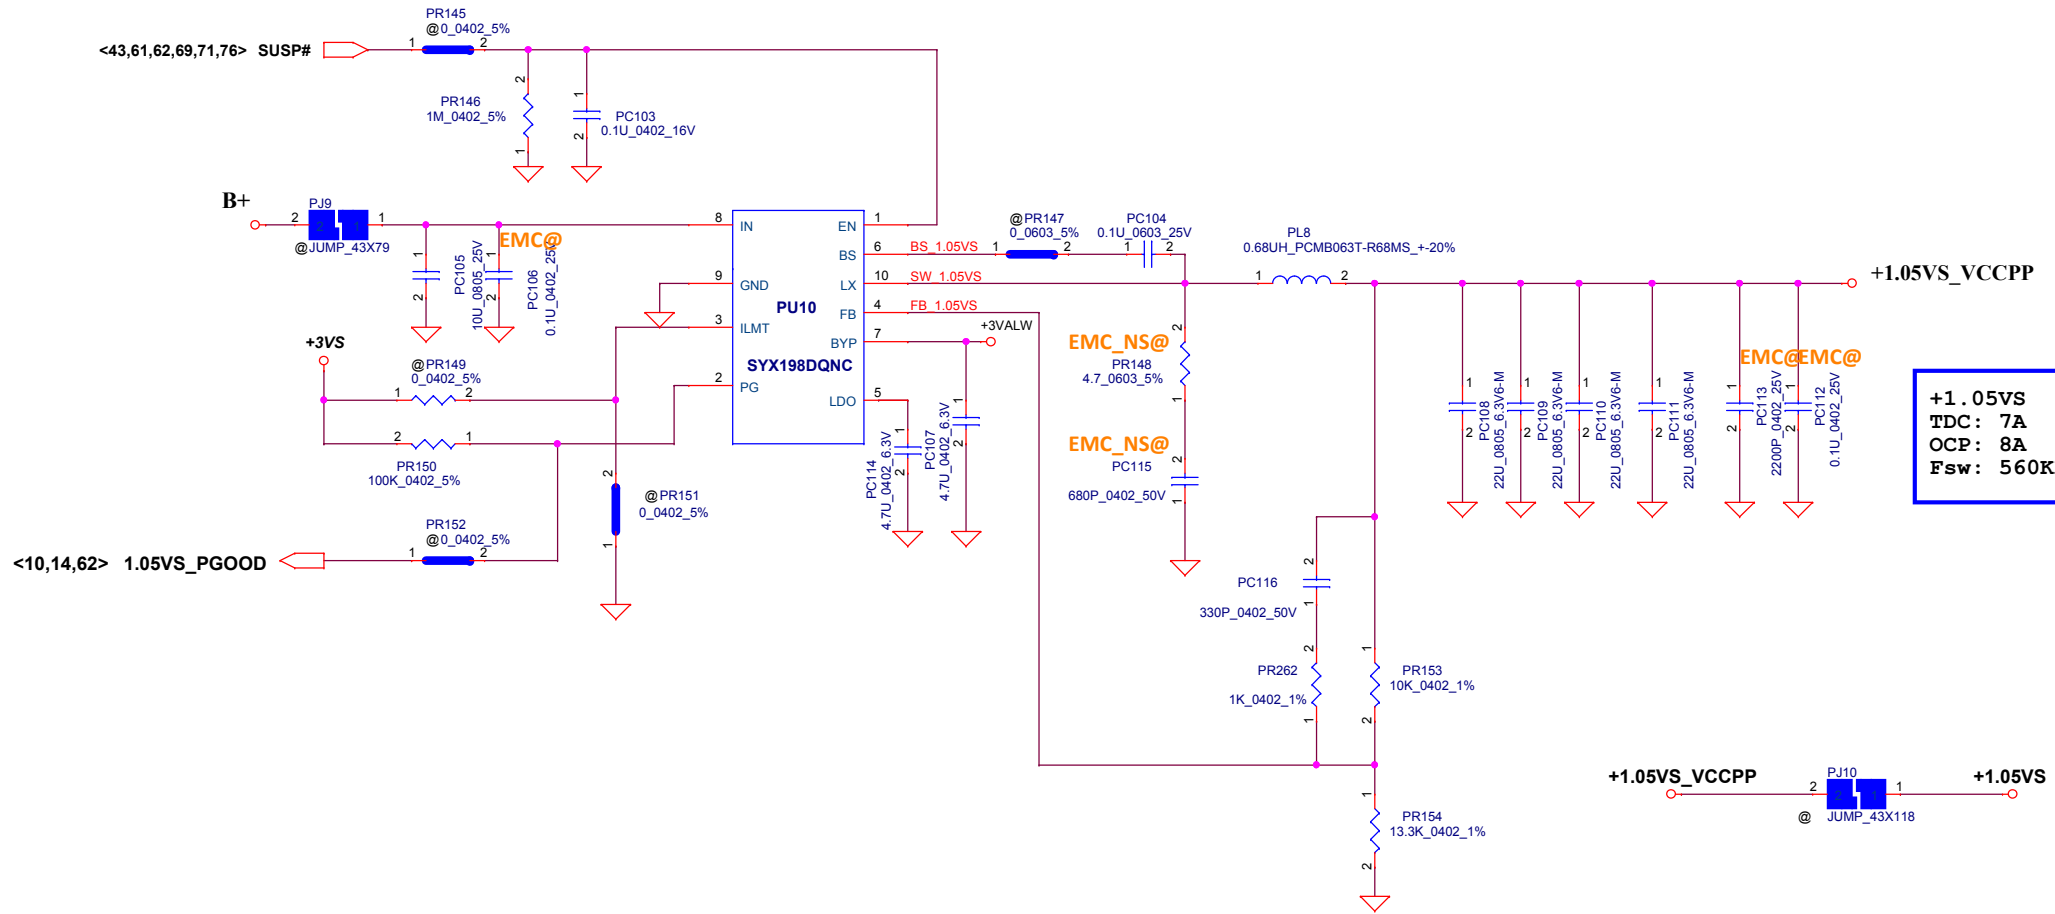 PR145
@0_0402_5%
<43,61,62,69,71,76> SUSP#
1
2
PR146
1M_0402_5%
2
1
PC103
0.1U_0402_16V
1
2
B+
PJ9
2
2
1
1
@JUMP_43X79
EMC@
PC105
10U_0805_25V
1
2
PC106
0.1U_0402_25V
1
2
8
IN
9
GND
3
ILMT
2
PG
PU10
SYX198DQNC
EN
1
BS
6
BS_1.05VS
LX
10
SW_1.05VS
FB
4
FB_1.05VS
BYP
7
+3VALW
LDO
5
@PR147
0_0603_5%
1
2
PC104
0.1U_0603_25V
1
2
PL8
0.68UH_PCMB063T-R68MS_+-20%
1
2
+1.05VS_VCCPP
+3VS
@PR149
0_0402_5%
1
2
2
1
PR150
100K_0402_5%
@PR151
0_0402_5%
2
1
PR152
@0_0402_5%
1
2
<10,14,62> 1.05VS_PGOOD
PC114
4.7U_0402_6.3V
1
2
PC107
4.7U_0402_6.3V
1
2
EMC_NS@
PR148
4.7_0603_5%
2
1
EMC_NS@
PC115
680P_0402_50V
2
1
PC108
22U_0805_6.3V6-M
1
2
PC109
22U_0805_6.3V6-M
1
2
PC110
22U_0805_6.3V6-M
1
2
PC111
22U_0805_6.3V6-M
1
2
EMC@
PC113
2200P_0402_25V
1
2
EMC@
PC112
0.1U_0402_25V
1
2
+1.05VS
TDC: 7A
OCP: 8A
Fsw: 560K
PC116
330P_0402_50V
2
1
PR262
1K_0402_1%
2
1
PR153
10K_0402_1%
1
2
PR154
13.3K_0402_1%
1
2
+1.05VS_VCCPP
PJ10
2
2
1
1
+1.05VS
@
JUMP_43X118